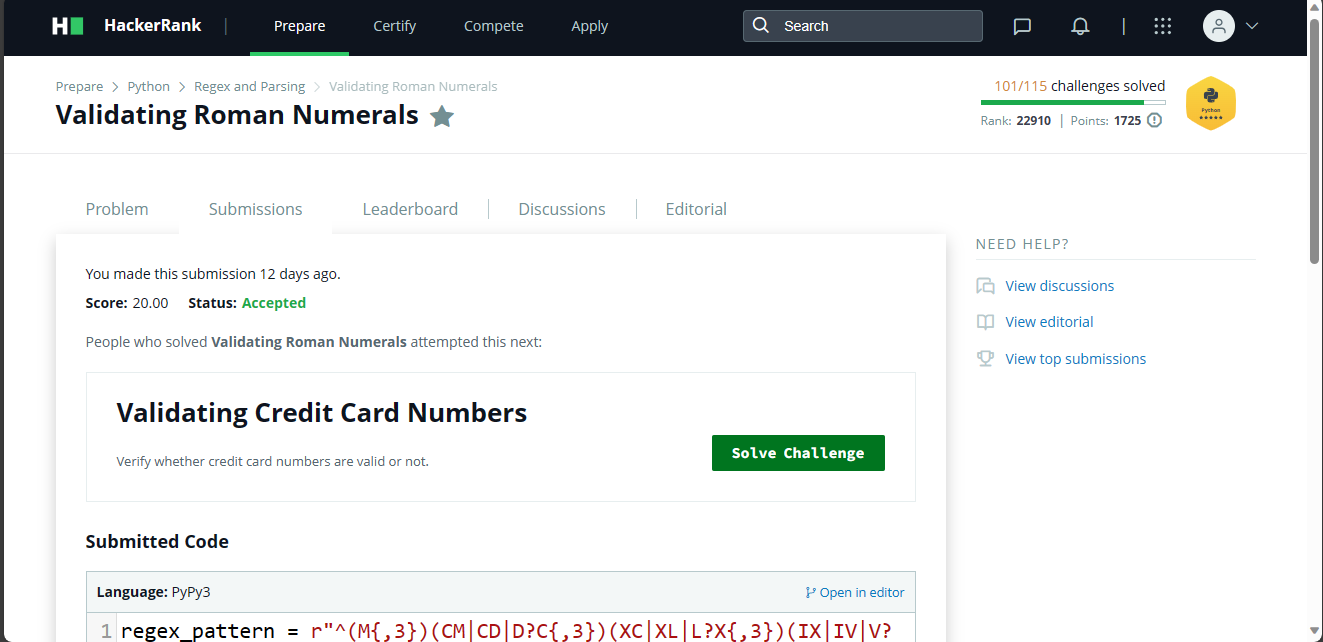 HackerRank | Prepare Certify Compete Apply Search |
Prepare > Python > Regex and Parsing > Validating Roman Numerals
Validating Roman Numerals
101/115 challenges solved
Rank: 22910 | Points: 1725
Python
Problem Submissions Leaderboard Discussions Editorial
You made this submission 12 days ago.
Score: 20.00 Status: Accepted
People who solved Validating Roman Numerals attempted this next:
Validating Credit Card Numbers
Verify whether credit card numbers are valid or not.
Solve Challenge
Submitted Code
Language: PyPy3 Open in editor
1 regex_pattern = r"^(M{,3})(CM|CD|D?C{,3})(XC|XL|L?X{,3})(IX|IV|V?
NEED HELP?
View discussions
View editorial
View top submissions